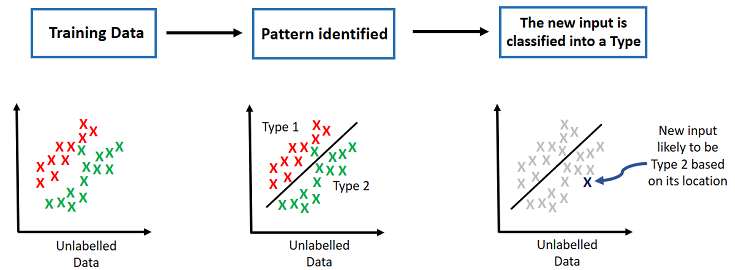 Training Data
Pattern identified
The new input is
classified into a Type
Type 1
Type 2
New input
likely to be
Type 2 based
on its location
Unlabelled
Data
Unlabelled
Data
Unlabelled
Data